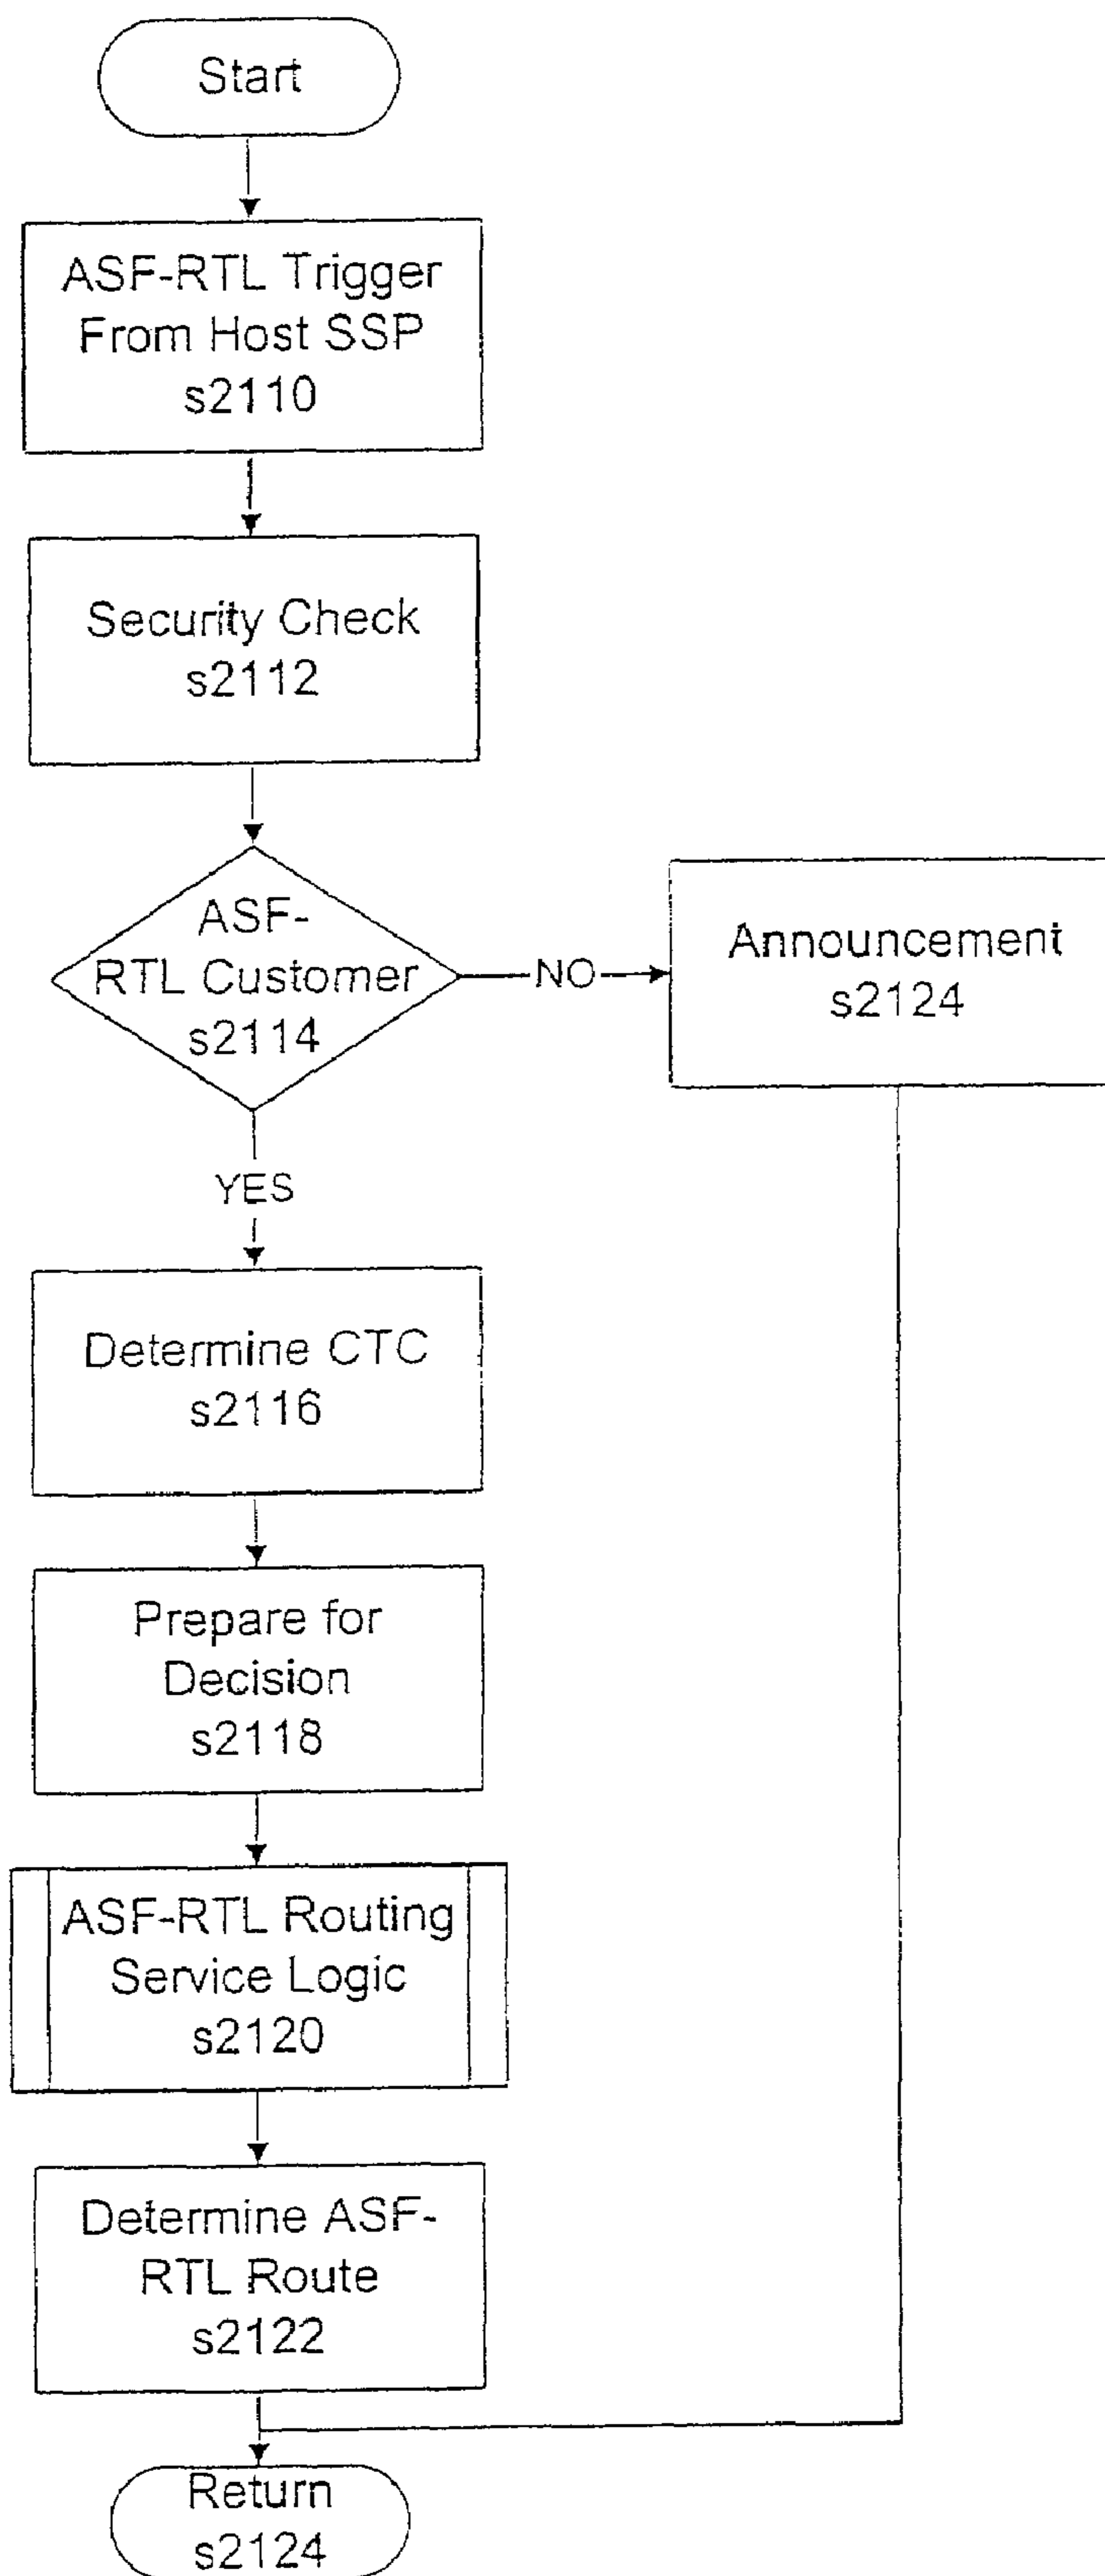 Start
ASF-RTL Trigger
From Host SSP
s2110
Security Check
s2112
ASF-
RTL Customer
s2114
NO
Announcement
s2124
YES
Determine CTC
s2116
Prepare for
Decision
s2118
ASF-RTL Routing
Service Logic
s2120
Determine ASF-
RTL Route
s2122
Return
s2124